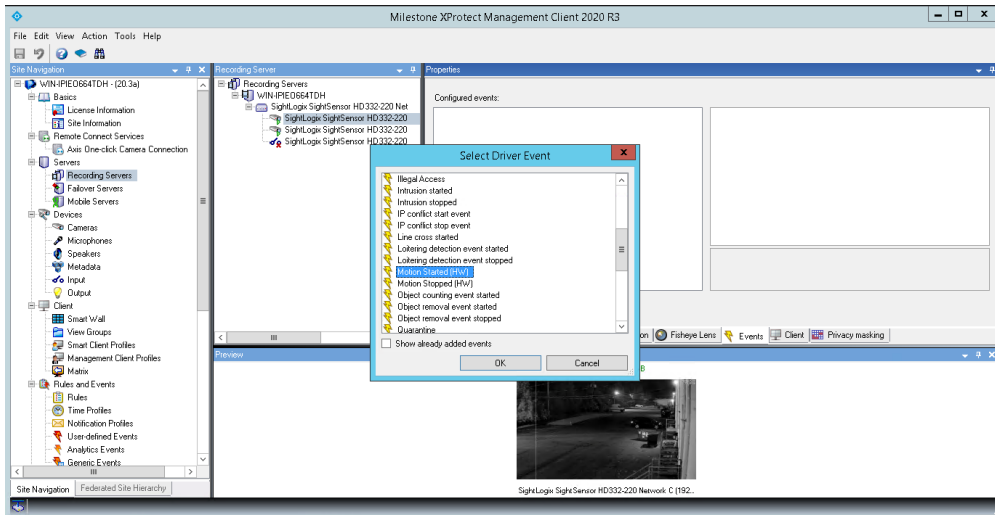 Milestone XProtect Management Client 2020 R3
File Edit View Action Tools Help
Site Navigation
WIN-IPIEO664TDH - (20.3a)
Basics
License Information
Site Information
Remote Connect Services
Axis One-click Camera Connection
Servers
Recording Servers
Failover Servers
Mobile Servers
Devices
Cameras
Microphones
Speakers
Metadata
Input
Output
Client
Smart Wall
View Groups
Smart Client Profiles
Management Client Profiles
Matrix
Rules and Events
Rules
Time Profiles
Notification Profiles
User-defined Events
Analytics Events
Generic Events
Site Navigation Federated Site Hierarchy
Recording Server
Recording Servers
WIN-IPIEO664TDH
SightLogix SightSensor HD332-220 Net
SightLogix SightSensor HD332-220
SightLogix SightSensor HD332-220
SightLogix SightSensor HD332-220
Properties
Configured events:
Select Driver Event
Illegal Access
Intrusion started
Intrusion stopped
IP conflict start event
IP conflict stop event
Line cross started
Loitering detection event started
Loitering detection event stopped
Motion Started (HW)
Motion Stopped (HW)
Object counting event started
Object removal event started
Object removal event stopped
Quarantine
Show already added events
OK Cancel
on Fisheye Lens Events Client Privacy masking
Preview
B
SightLogix SightSensor HD332-220 Network C (192...